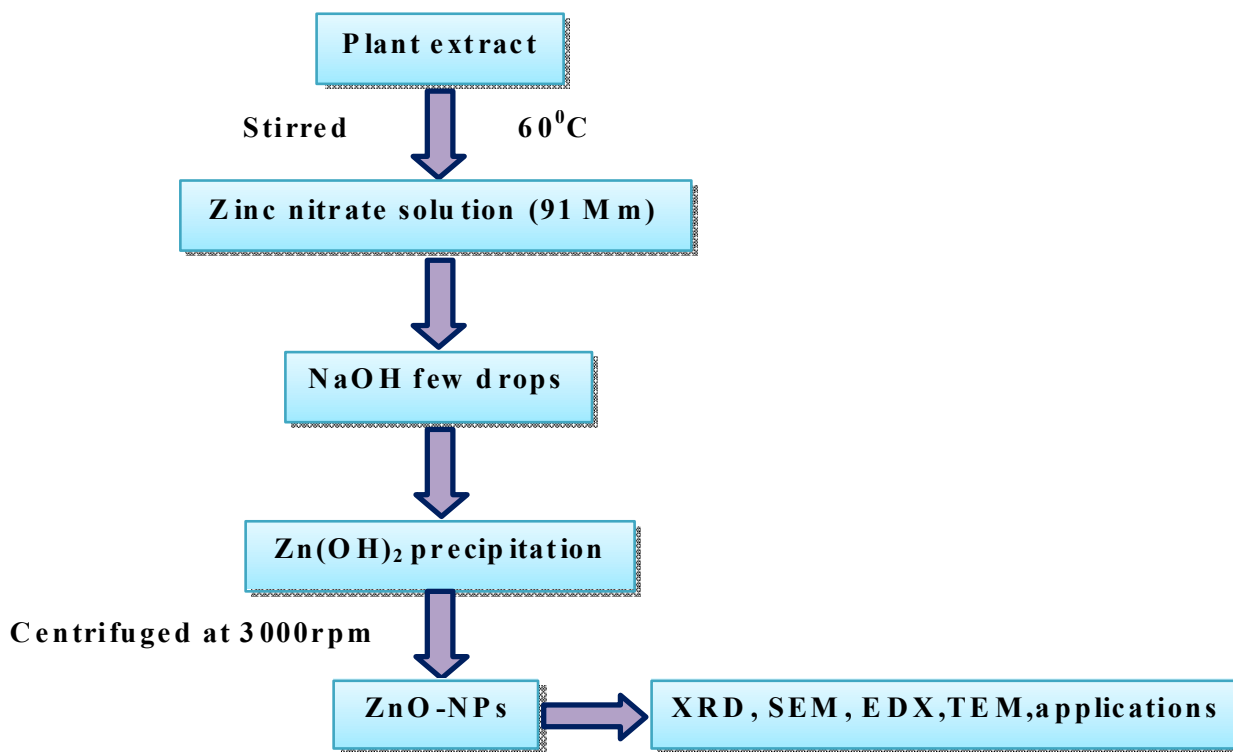 Plant extract
Stirred 60⁰C
Zinc nitrate solution (91 Mm)
NaOH few drops
Zn(OH)₂ precipitation
Centrifuged at 3000rpm
ZnO-NPs
XRD, SEM, EDX,TEM,applications